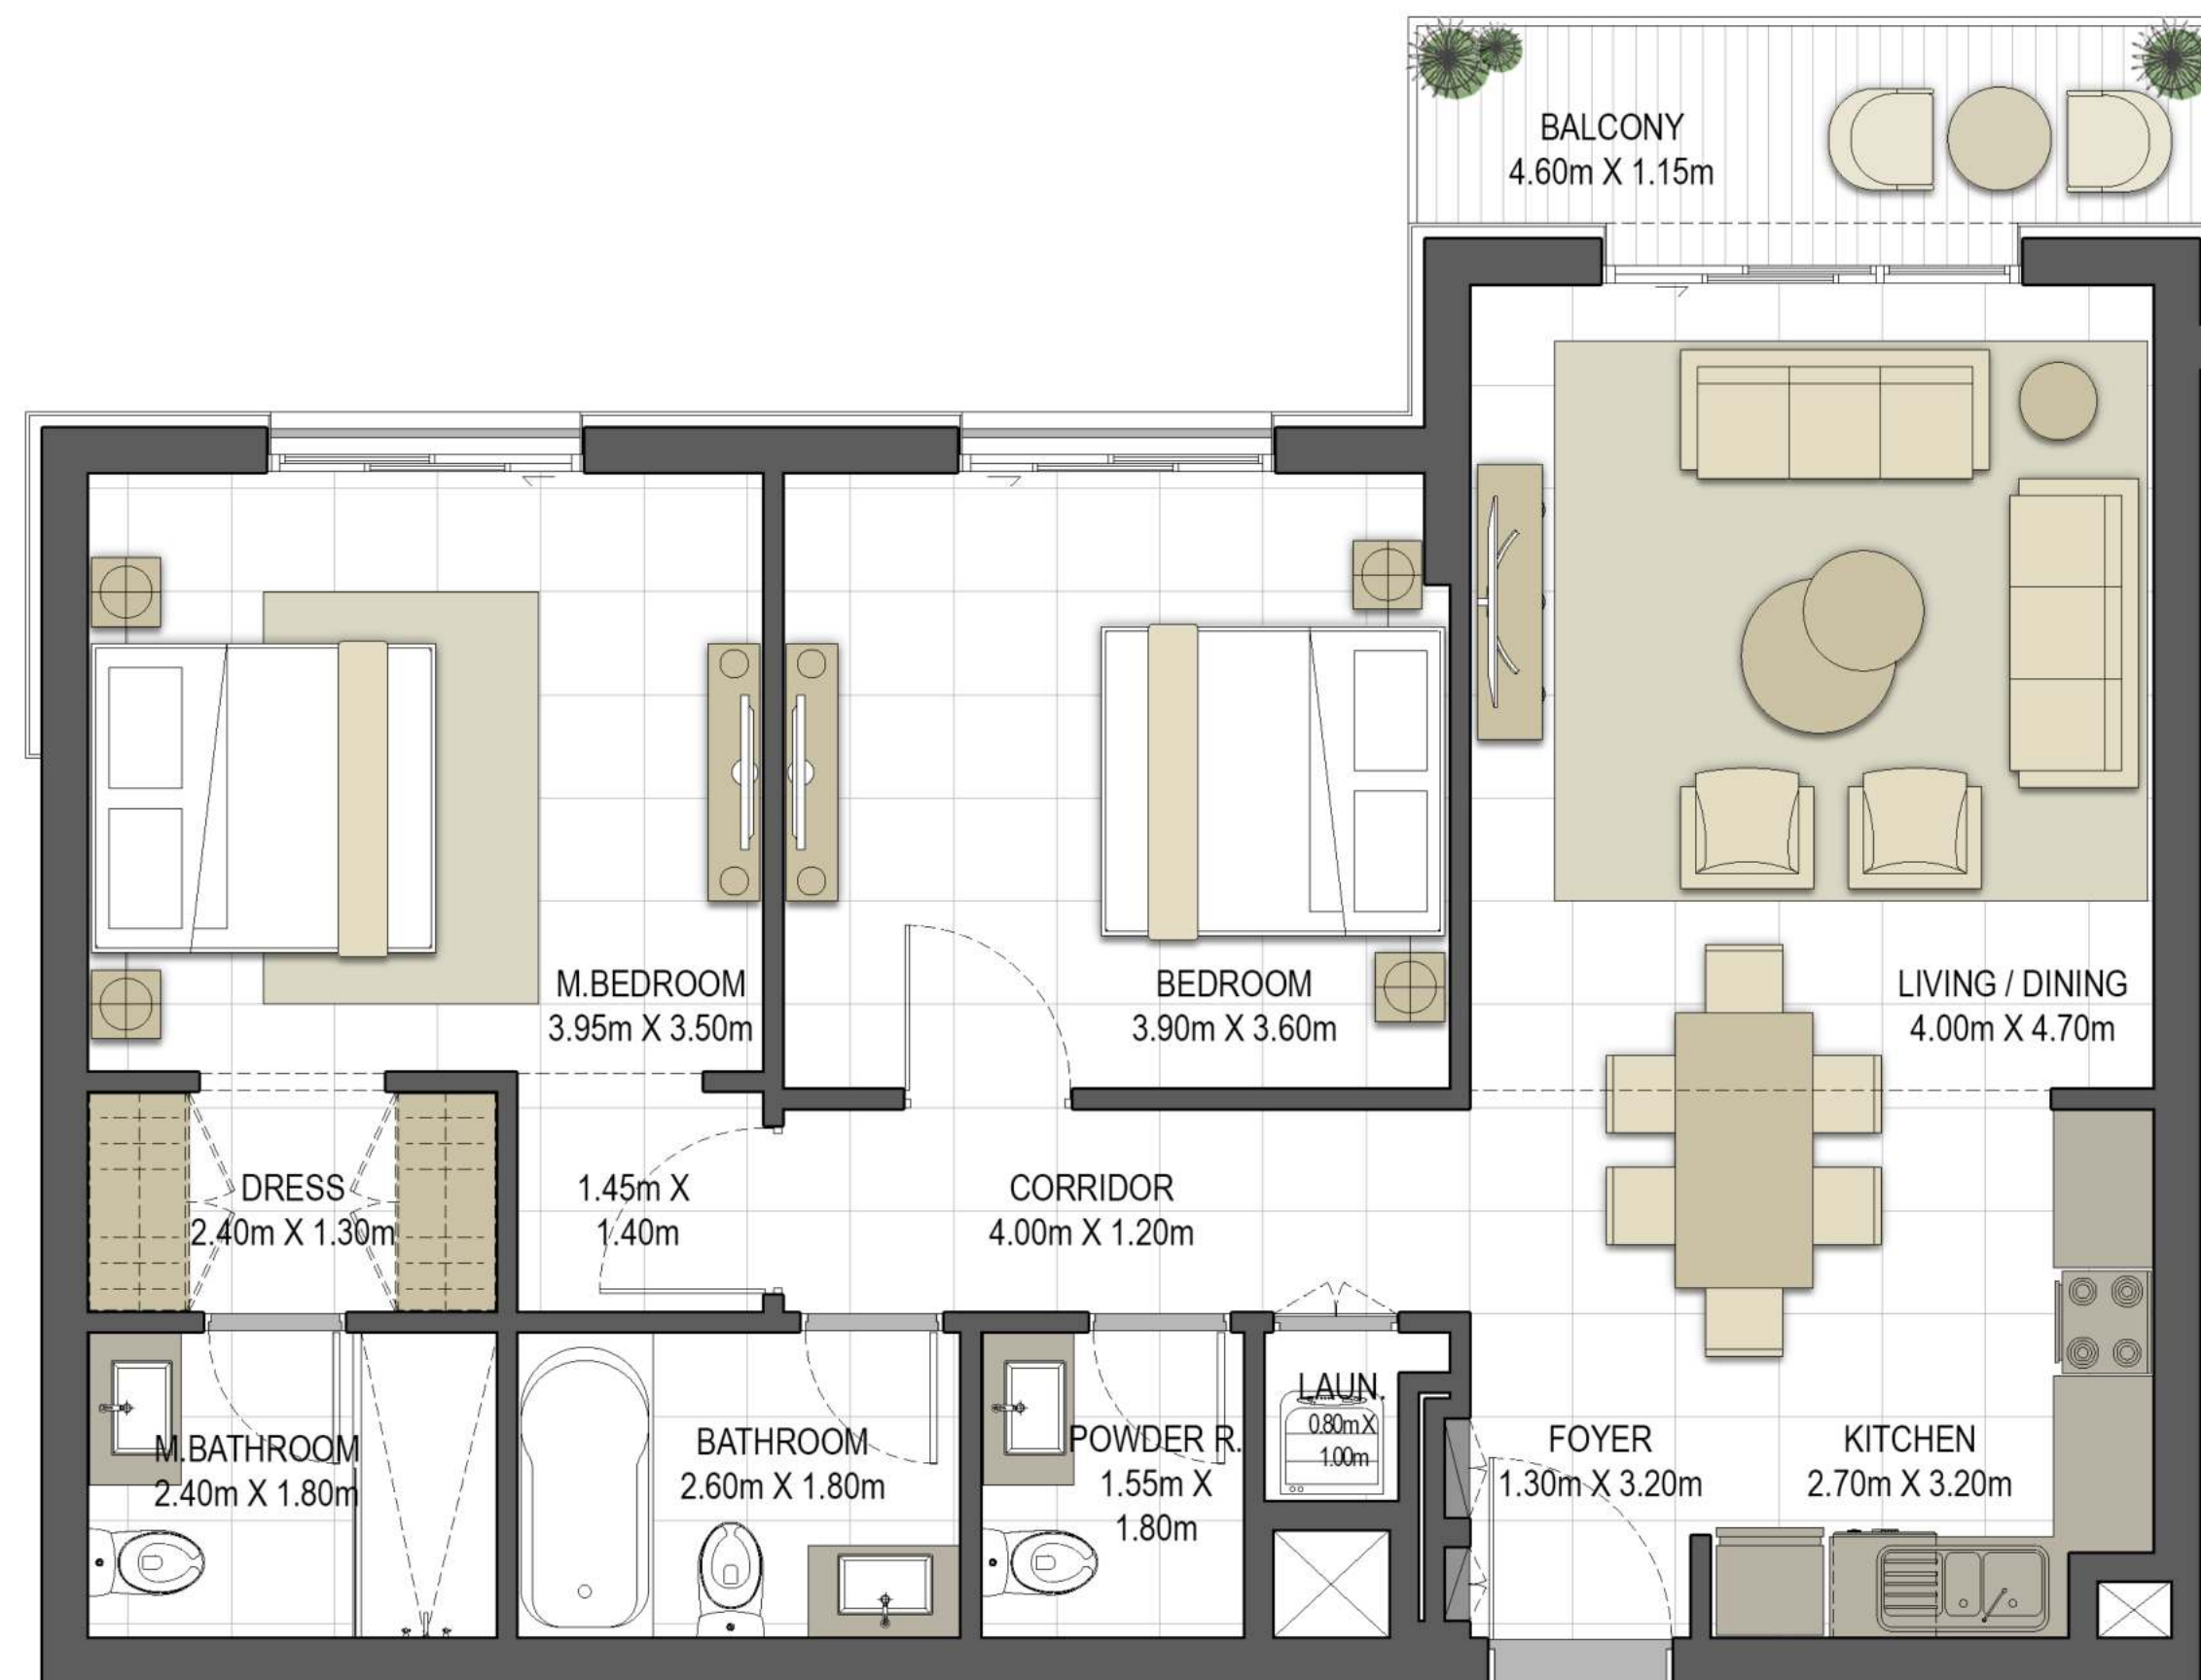 BALCONY
4.60m X 1.15m
M.BEDROOM
3.95m X 3.50m
BEDROOM
3.90m X 3.60m
LIVING / DINING
4.00m X 4.70m
DRESS
2.40m X 1.30m
1.45m X
1.40m
CORRIDOR
4.00m X 1.20m
M.BATHROOM
2.40m X 1.80m
BATHROOM
2.60m X 1.80m
POWDER R.
1.55m X
1.80m
LAUN.
0.80m X
1.00m
FOYER
1.30m X 3.20m
KITCHEN
2.70m X 3.20m